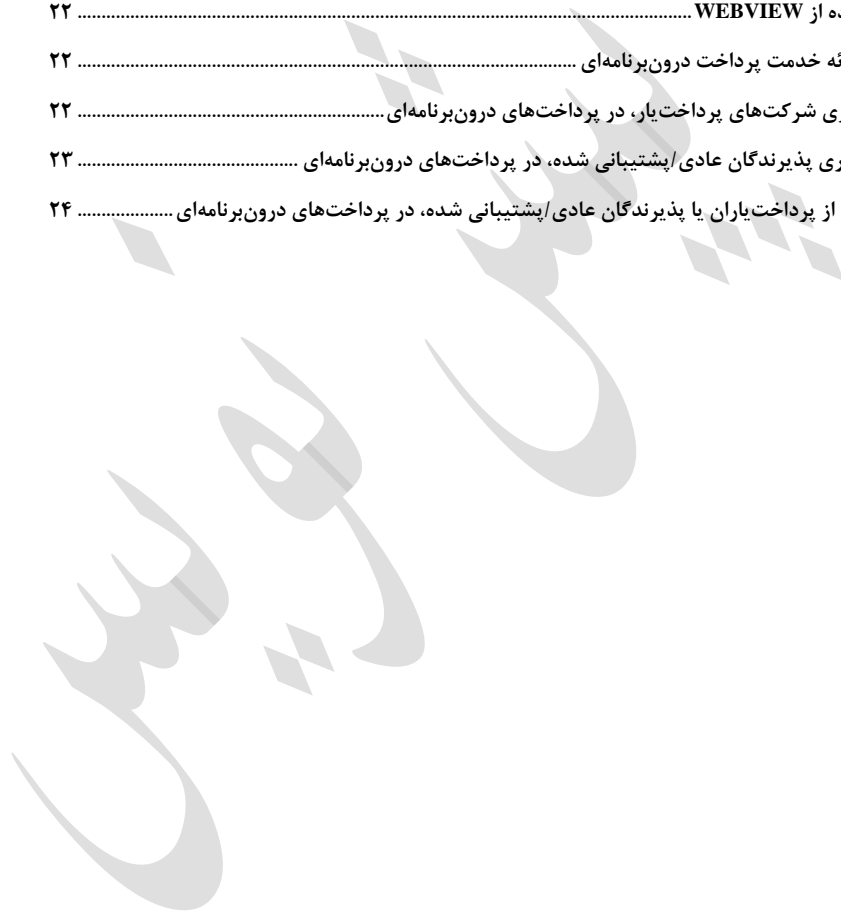 از WEBVIEW ........ ۲۲
خدمت پرداخت درون‌برنامه‌ای ........ ۲۲
شرکت‌های پرداخت‌یار، در پرداخت‌های درون‌برنامه‌ای ........ ۲۲
پذیرندگان عادی/پشتیبانی شده، در پرداخت‌های درون‌برنامه‌ای ........ ۲۳
از پرداخت‌یاران یا پذیرندگان عادی/پشتیبانی شده، در پرداخت‌های درون‌برنامه‌ای ........ ۲۴
پیش نویس